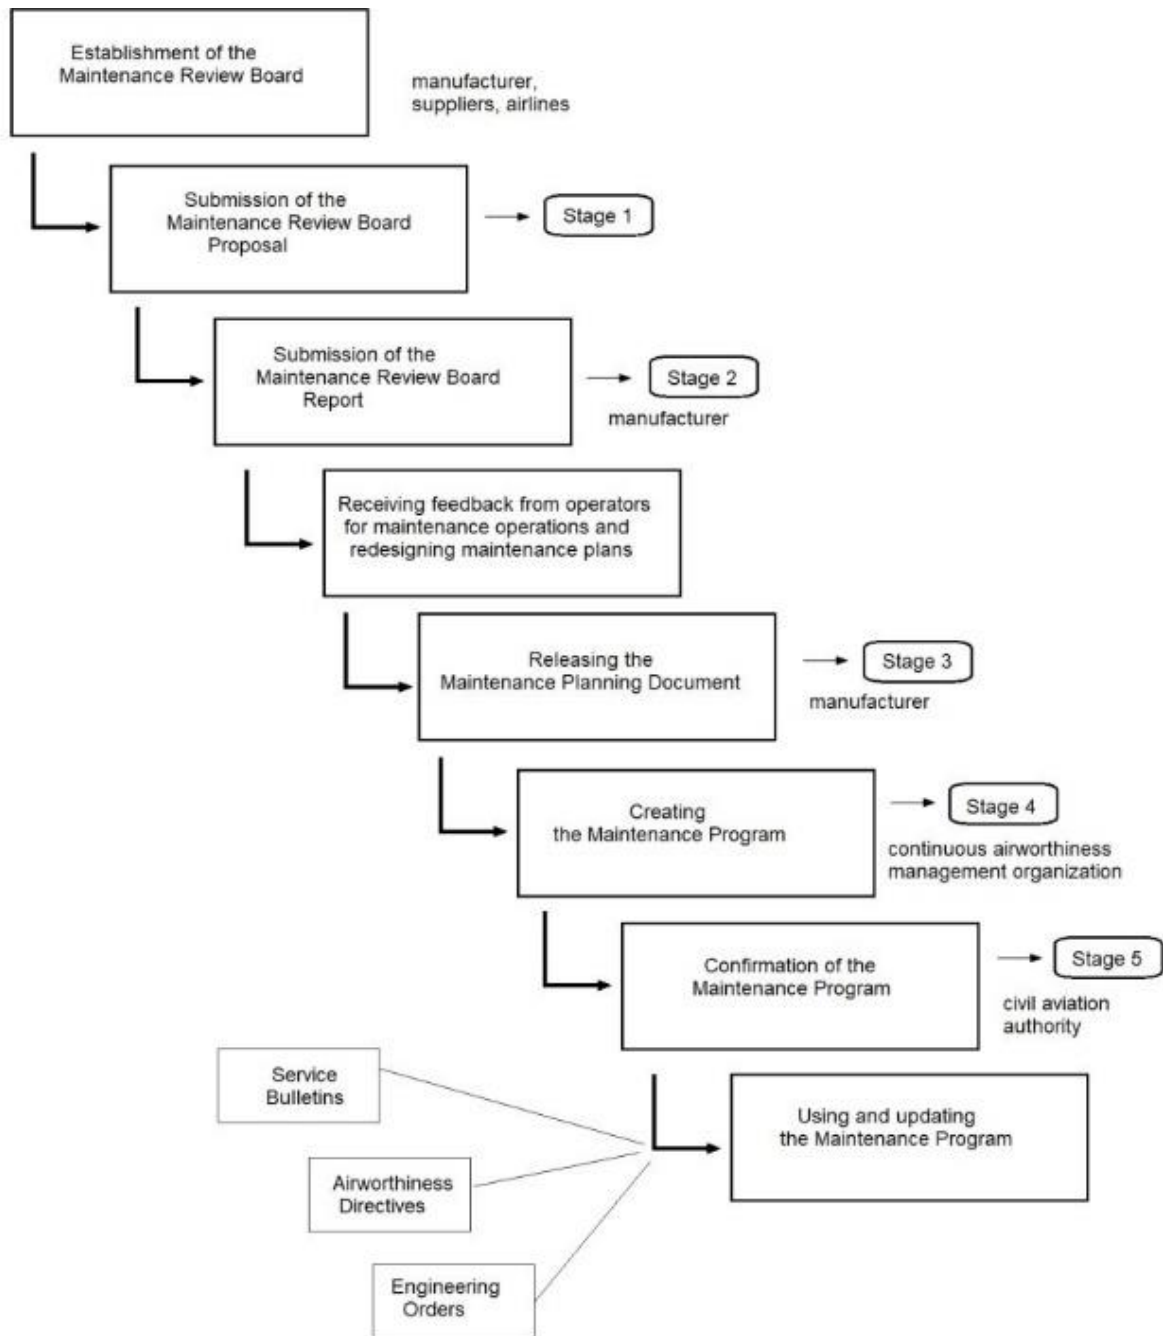 Establishment of the
Maintenance Review Board
manufacturer,
suppliers, airlines
Submission of the
Maintenance Review Board
Proposal
Stage 1
Submission of the
Maintenance Review Board
Report
Stage 2
manufacturer
Receiving feedback from operators
for maintenance operations and
redesigning maintenance plans
Releasing the
Maintenance Planning Document
Stage 3
manufacturer
Creating
the Maintenance Program
Stage 4
continuous airworthiness
management organization
Confirmation of the
Maintenance Program
Stage 5
civil aviation
authority
Service
Bulletins
Using and updating
the Maintenance Program
Airworthiness
Directives
Engineering
Orders